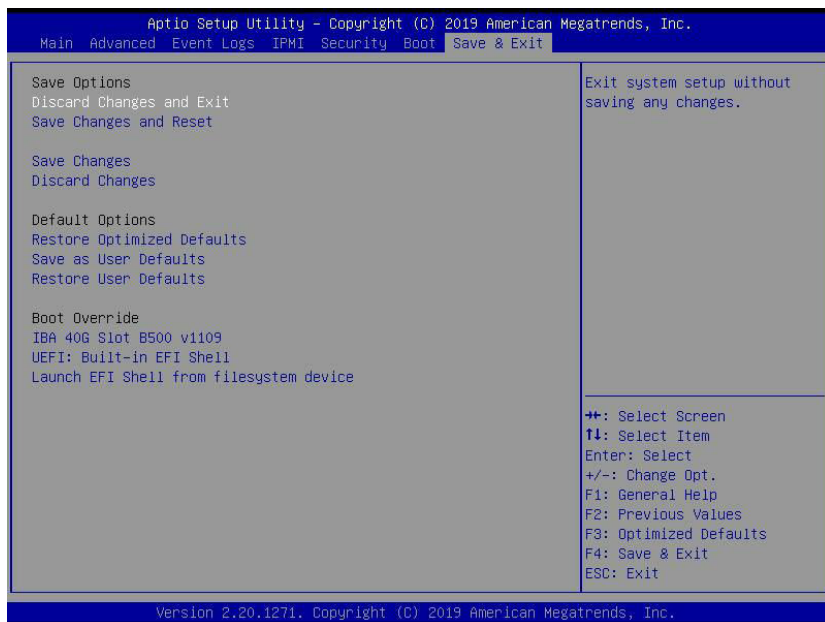 Aptio Setup Utility – Copyright (C) 2019 American Megatrends, Inc.
Main Advanced Event Logs IPMI Security Boot Save & Exit
Save Options
Discard Changes and Exit
Save Changes and Reset
Save Changes
Discard Changes
Default Options
Restore Optimized Defaults
Save as User Defaults
Restore User Defaults
Boot Override
IBA 40G Slot B500 v1109
UEFI: Built-in EFI Shell
Launch EFI Shell from filesystem device
Exit system setup without
saving any changes.
→←: Select Screen
↑↓: Select Item
Enter: Select
+/-: Change Opt.
F1: General Help
F2: Previous Values
F3: Optimized Defaults
F4: Save & Exit
ESC: Exit
Version 2.20.1271. Copyright (C) 2019 American Megatrends, Inc.